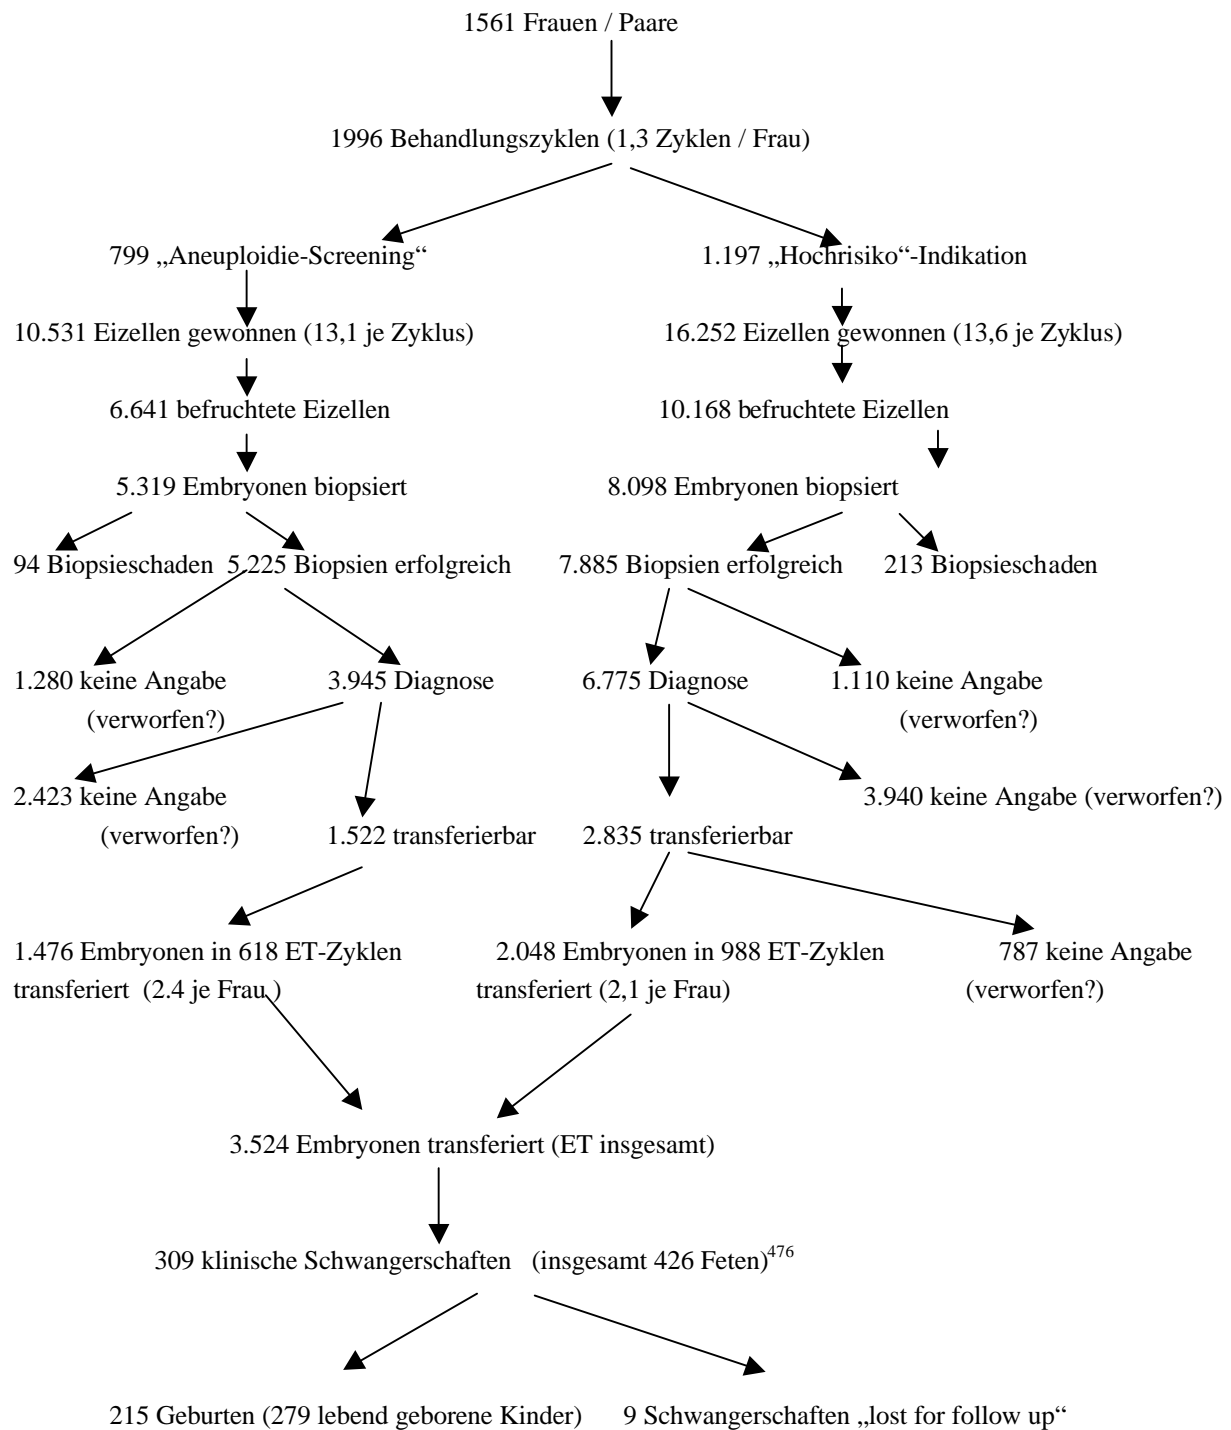 1561 Frauen / Paare
1996 Behandlungszyklen (1,3 Zyklen / Frau)
799 „Aneuploidie-Screening“
1.197 „Hochrisiko“-Indikation
10.531 Eizellen gewonnen (13,1 je Zyklus)
16.252 Eizellen gewonnen (13,6 je Zyklus)
6.641 befruchtete Eizellen
10.168 befruchtete Eizellen
5.319 Embryonen biopsiert
8.098 Embryonen biopsiert
94 Biopsieschaden
5.225 Biopsien erfolgreich
7.885 Biopsien erfolgreich
213 Biopsieschaden
1.280 keine Angabe
(verworfen?)
3.945 Diagnose
6.775 Diagnose
1.110 keine Angabe
(verworfen?)
2.423 keine Angabe
(verworfen?)
3.940 keine Angabe (verworfen?)
1.522 transferierbar
2.835 transferierbar
1.476 Embryonen in 618 ET-Zyklen
transferiert (2.4 je Frau )
2.048 Embryonen in 988 ET-Zyklen
transferiert (2,1 je Frau)
787 keine Angabe
(verworfen?)
3.524 Embryonen transferiert (ET insgesamt)
309 klinische Schwangerschaften (insgesamt 426 Feten)476
215 Geburten (279 lebend geborene Kinder)
9 Schwangerschaften „lost for follow up“